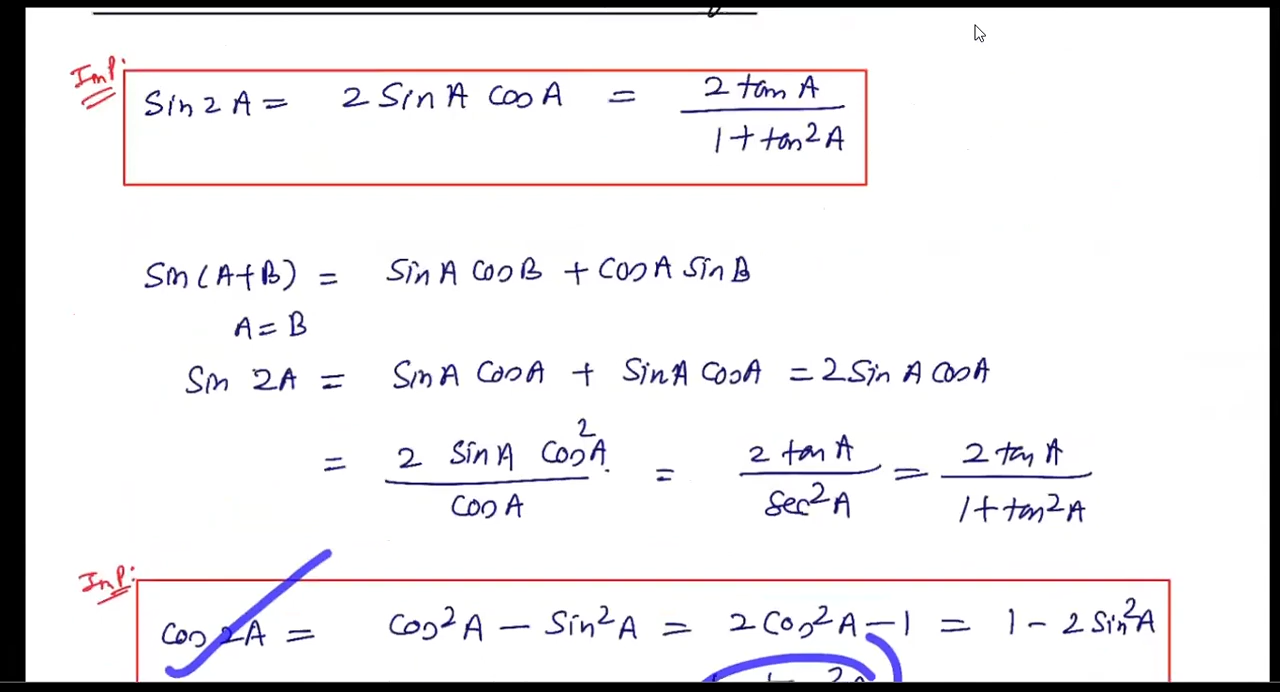 Imp:
Sin 2A = 2 Sin A Cos A = 2 tan A / 1 + tan²A
Sin (A+B) = Sin A Cos B + Cos A Sin B
A = B
Sin 2A = Sin A Cos A + Sin A Cos A = 2 Sin A Cos A
= 2 Sin A Cos²A / Cos A = 2 tan A / Sec²A = 2 tan A / 1 + tan²A
Imp:
Cos 2A = Cos²A – Sin²A = 2 Cos²A – 1 = 1 – 2 Sin²A